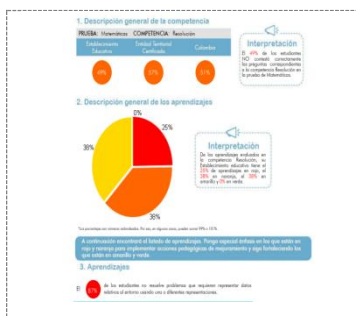 1. Descripción general de la competencia
PRUEBA: Matemáticas COMPETENCIA: Resolución
Establecimiento Educativo
Entidad Territorial Certificada
Colombia
49%
51%
Interpretación
El 49% de los estudiantes
NO contestó correctamente
las preguntas correspondientes
a la competencia Resolución en
la prueba de Matemáticas.
2. Descripción general de los aprendizajes
0%
25%
38%
38%
Interpretación
De los aprendizajes evaluados en
la competencia Resolución, su
Establecimiento educativo tiene el
25% de aprendizajes en rojo, el
38% en naranja, el 38% en
amarillo y 0% en verde.
A continuación encontrará el listado de aprendizajes. Ponga especial énfasis en los que están en
rojo y naranja para implementar acciones pedagógicas de mejoramiento y siga fortaleciendo los
que están en amarillo y verde.
3. Aprendizajes
El 67% de los estudiantes no resuelve problemas que requieren representar datos
relativos al entorno usando una o diferentes representaciones.